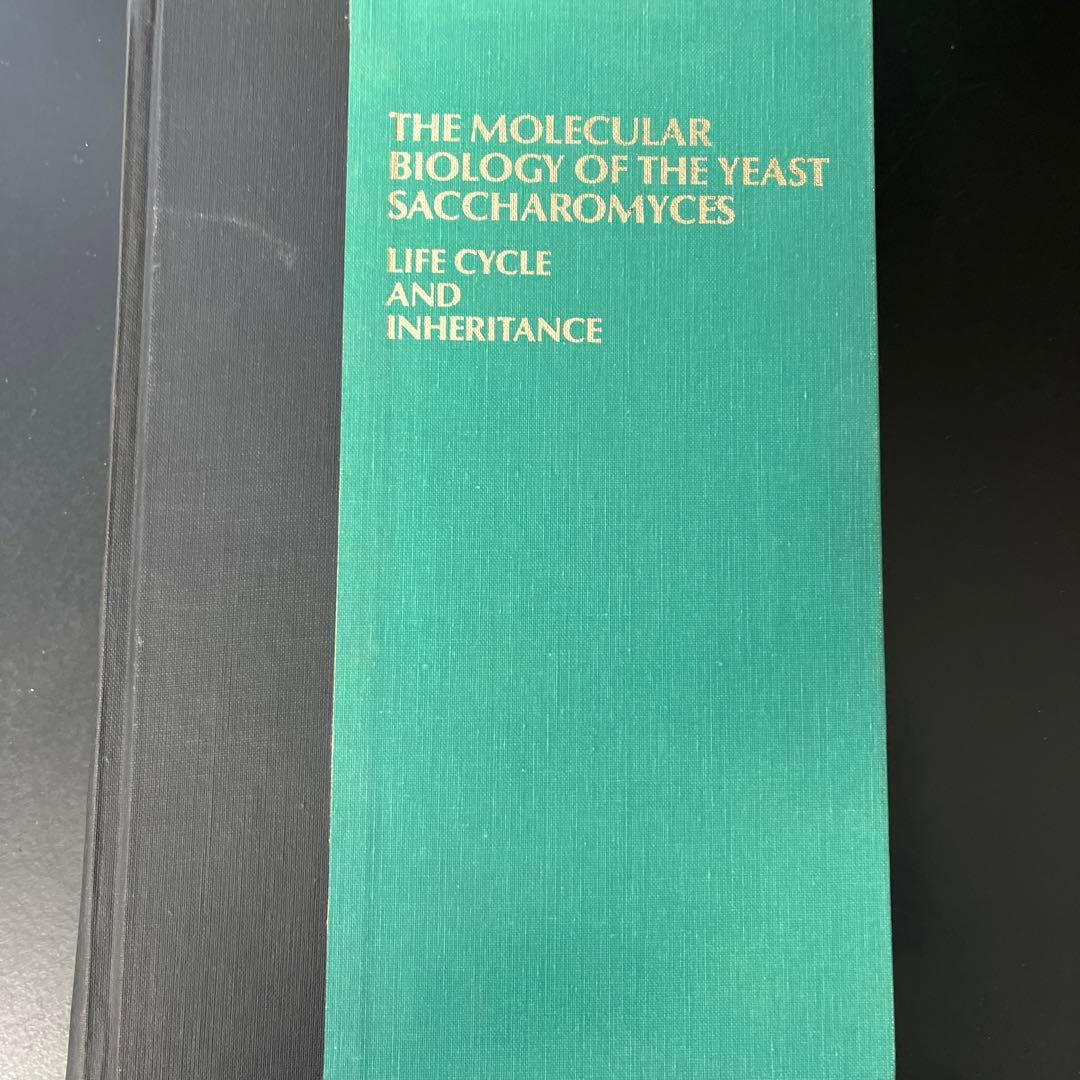 THE MOLECULAR
BIOLOGY OF THE YEAST
SACCHAROMYCES
LIFE CYCLE
AND
INHERITANCE